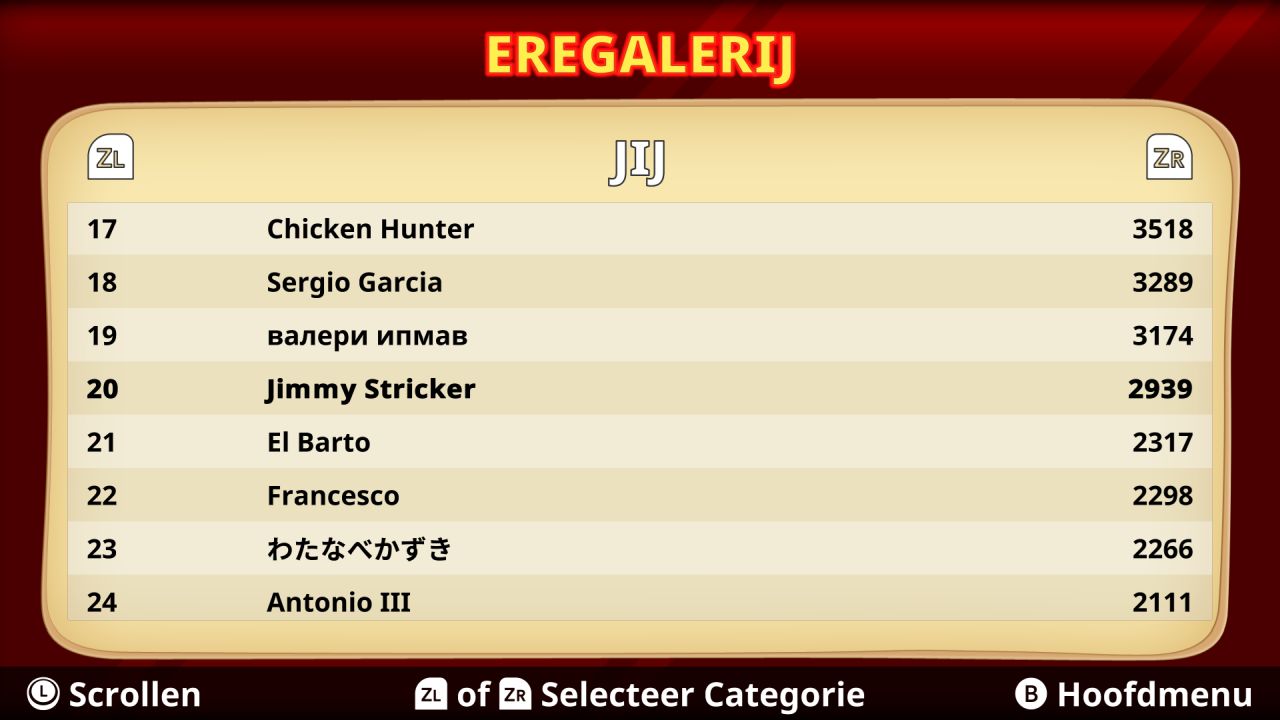 EREGALERIJ
ZL JIJ ZR
17 Chicken Hunter 3518
18 Sergio Garcia 3289
19 валери ипмав 3174
20 Jimmy Stricker 2939
21 El Barto 2317
22 Francesco 2298
23 わたなべかずき 2266
24 Antonio III 2111
L Scrollen ZL of ZR Selecteer Categorie B Hoofdmenu